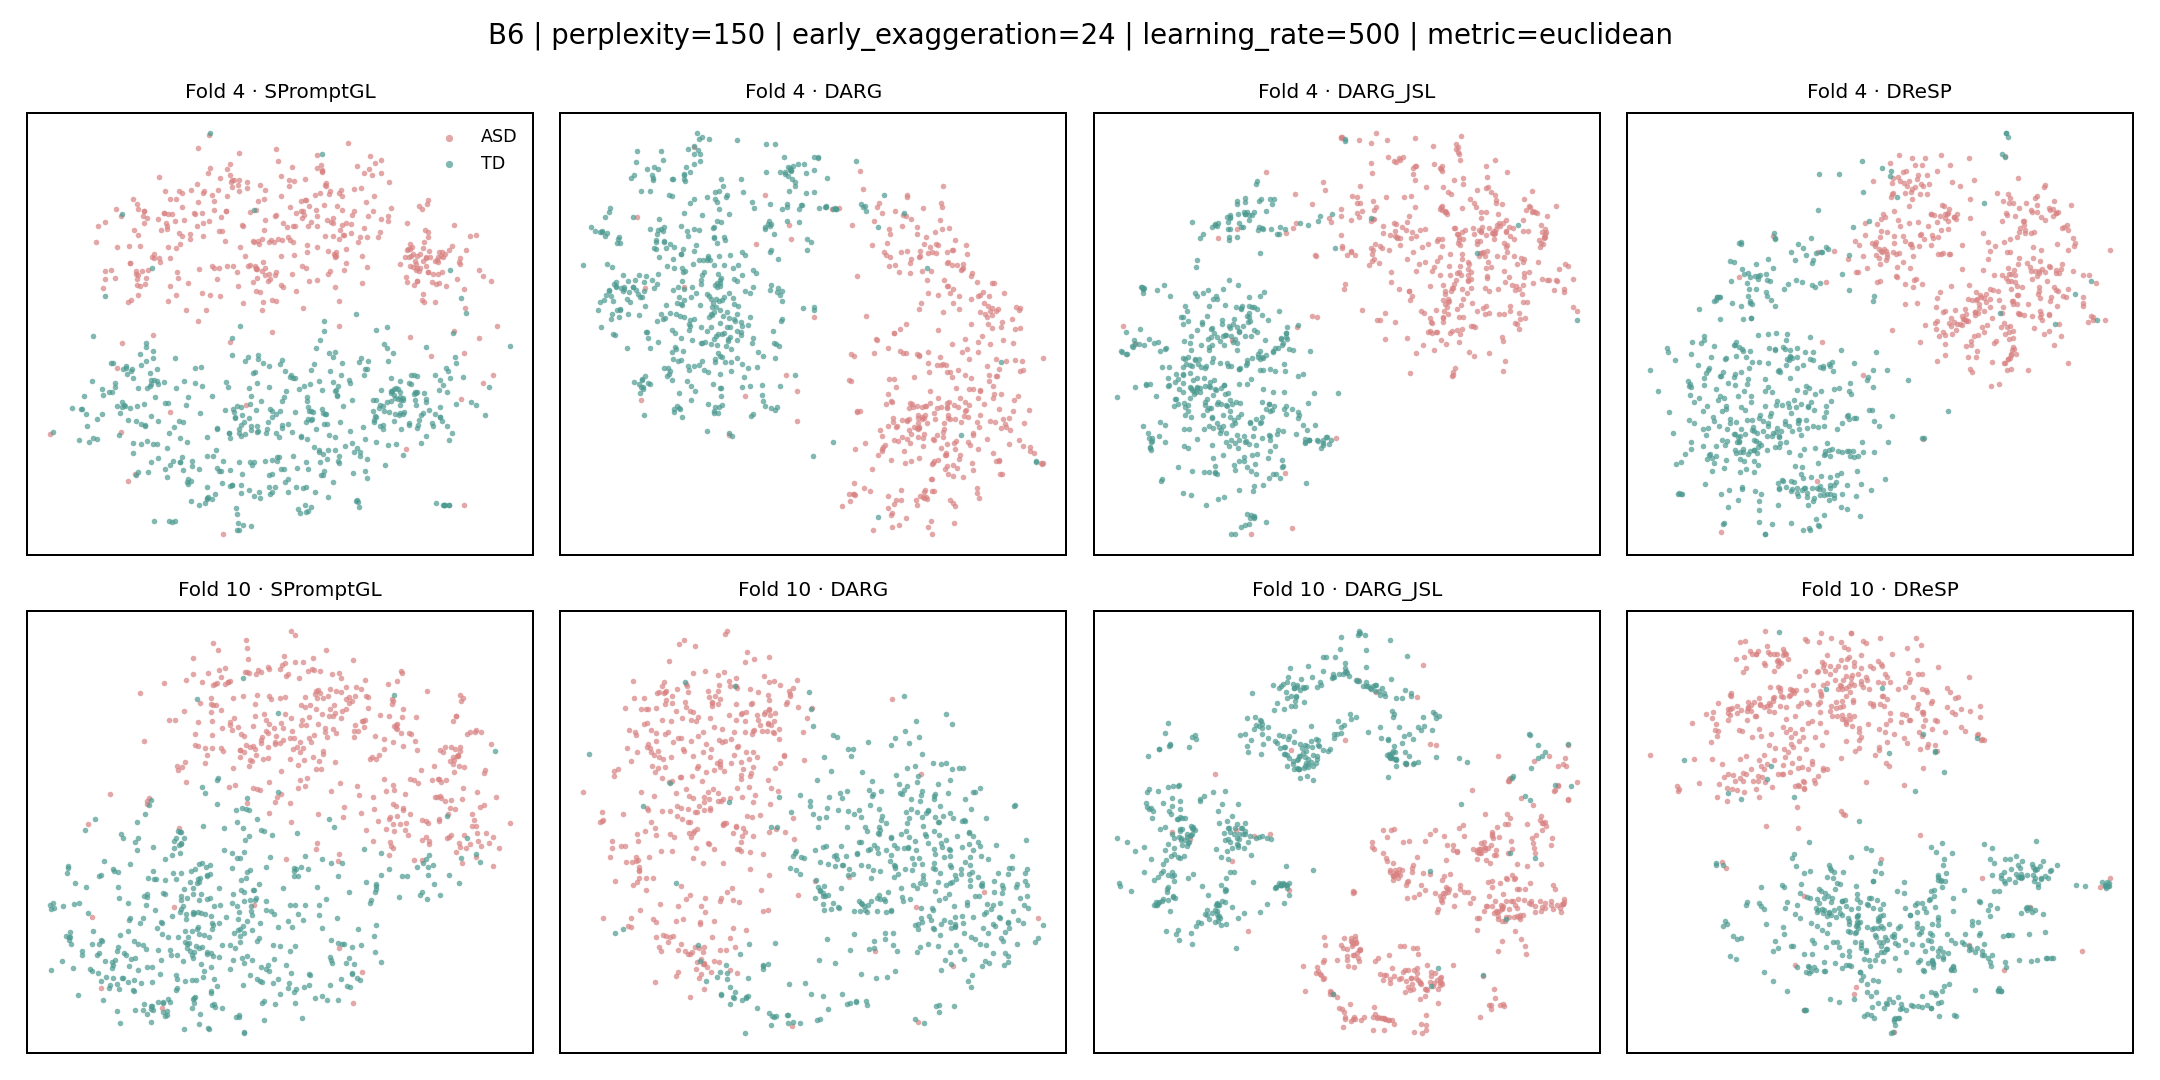 B6 | perplexity=150 | early_exaggeration=24 | learning_rate=500 | metric=euclidean
Fold 4 · SPromptGL
Fold 4 · DARG
Fold 4 · DARG_JSL
Fold 4 · DReSP
ASD
TD
Fold 10 · SPromptGL
Fold 10 · DARG
Fold 10 · DARG_JSL
Fold 10 · DReSP